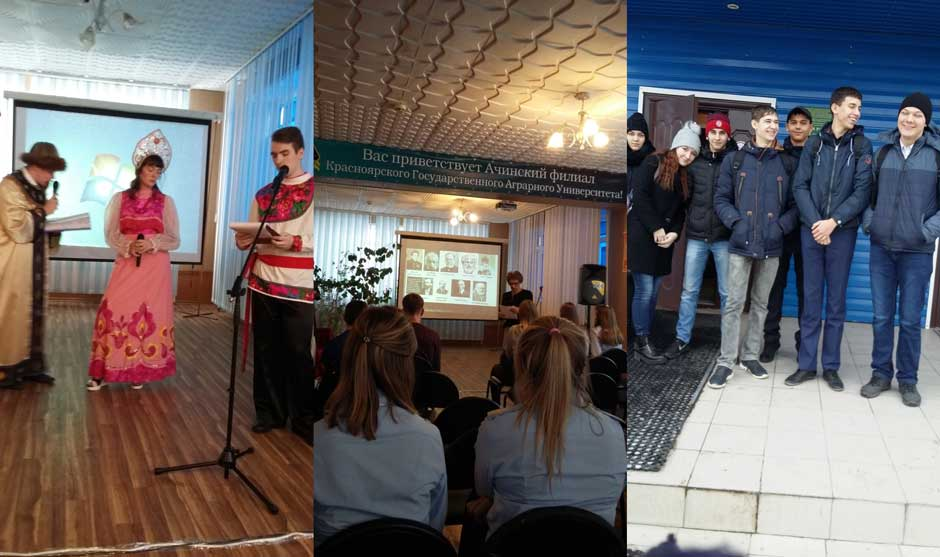 Вас приветствует Ачинский филиал
Красноярского Государственного Аграрного Университета!